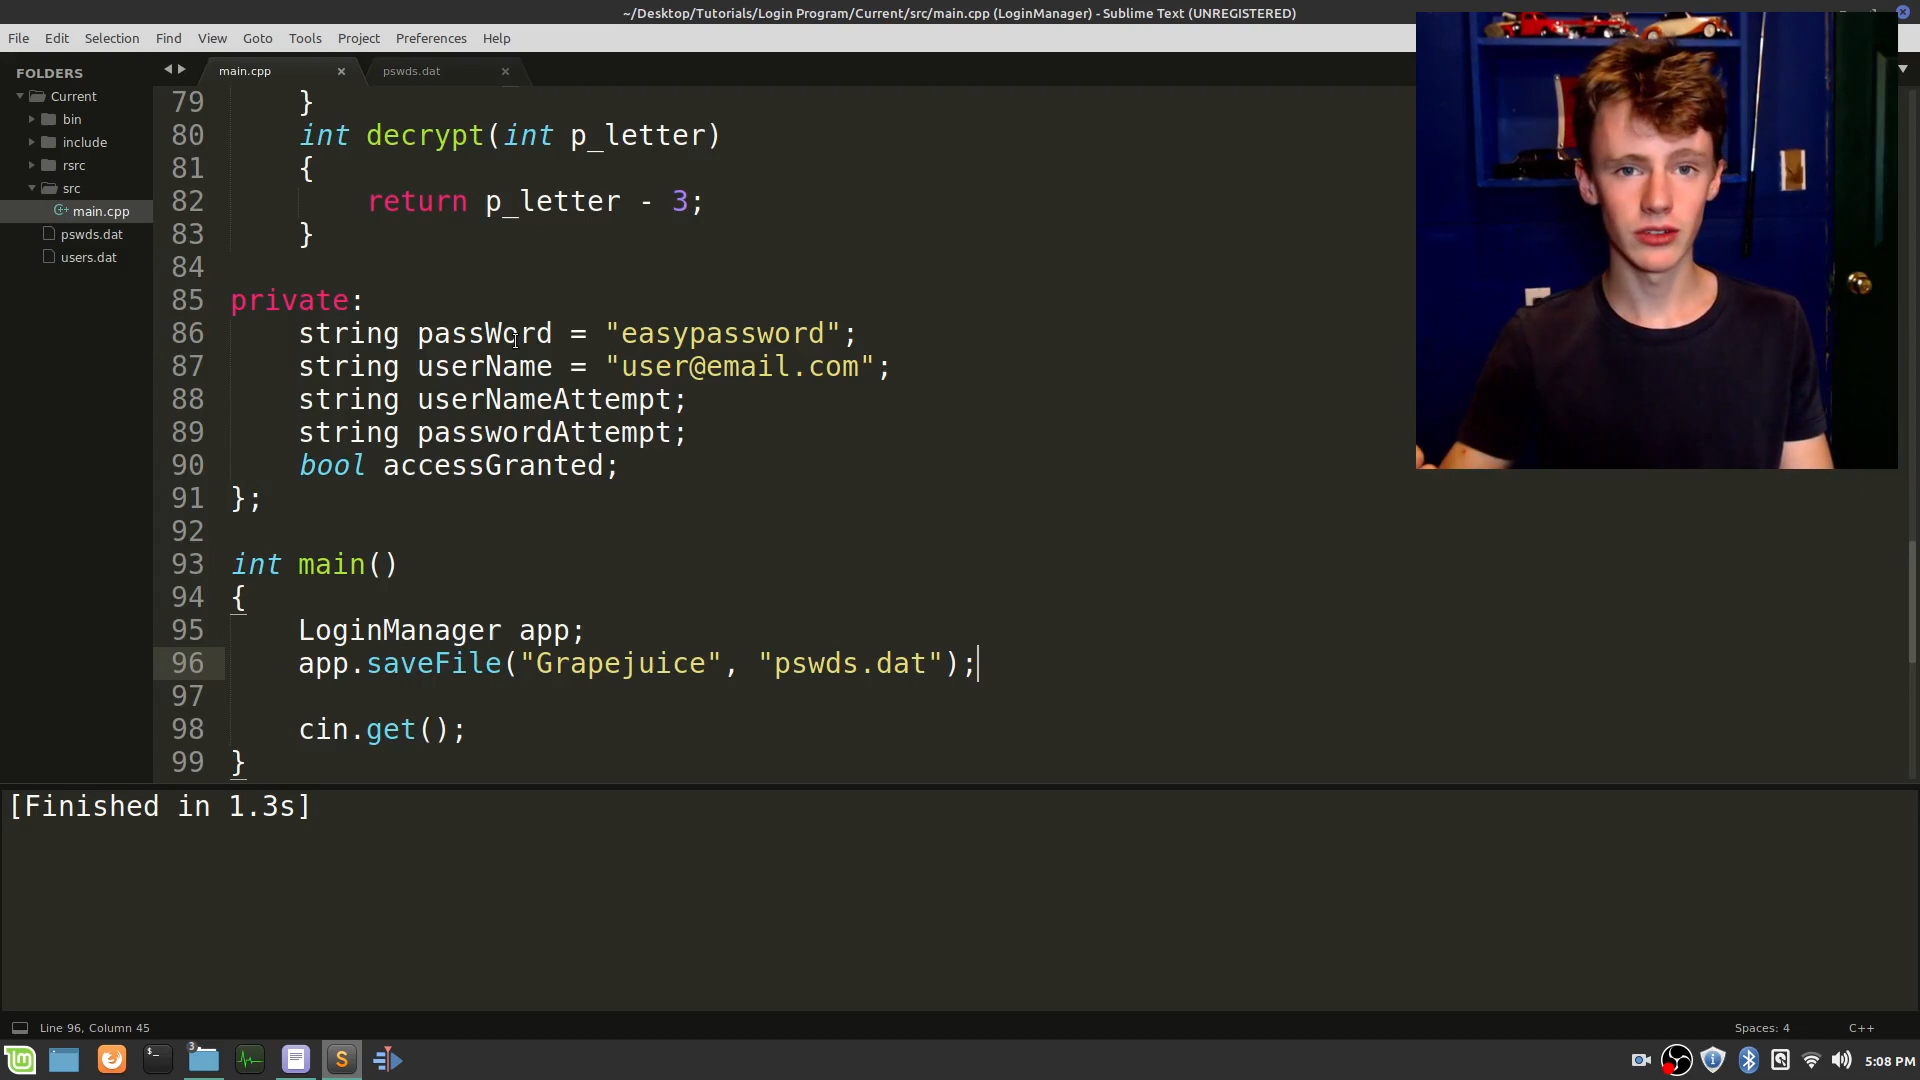 ~/Desktop/Tutorials/Login Program/Current/src/main.cpp (LoginManager) - Sublime Text (UNREGISTERED)
File Edit Selection Find View Goto Tools Project Preferences Help
FOLDERS
Current
bin
include
rsrc
src
main.cpp
pswds.dat
users.dat
main.cpp pswds.dat
79 }
80 int decrypt(int p_letter)
81 {
82 return p_letter - 3;
83 }
84
85 private:
86 string passWord = "easypassword";
87 string userName = "user@email.com";
88 string userNameAttempt;
89 string passwordAttempt;
90 bool accessGranted;
91 };
92
93 int main()
94 {
95 LoginManager app;
96 app.saveFile("Grapejuice", "pswds.dat");
97
98 cin.get();
99 }
[Finished in 1.3s]
Line 96, Column 45 Spaces: 4 C++
3 5:08 PM